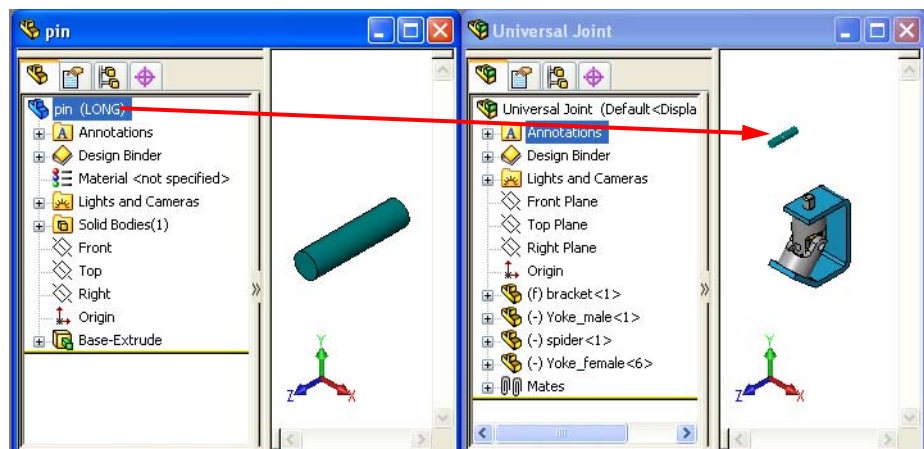 pin
pin (LONG)
Annotations
Design Binder
Material <not specified>
Lights and Cameras
Solid Bodies(1)
Front
Top
Right
Origin
Base-Extrude
Y
Z
X
Universal Joint
Universal Joint (Default<Displa
Annotations
Design Binder
Lights and Cameras
Front Plane
Top Plane
Right Plane
Origin
(f) bracket<1>
(-) Yoke_male<1>
(-) spider<1>
(-) Yoke_female<6>
Mates
Y
Z
X